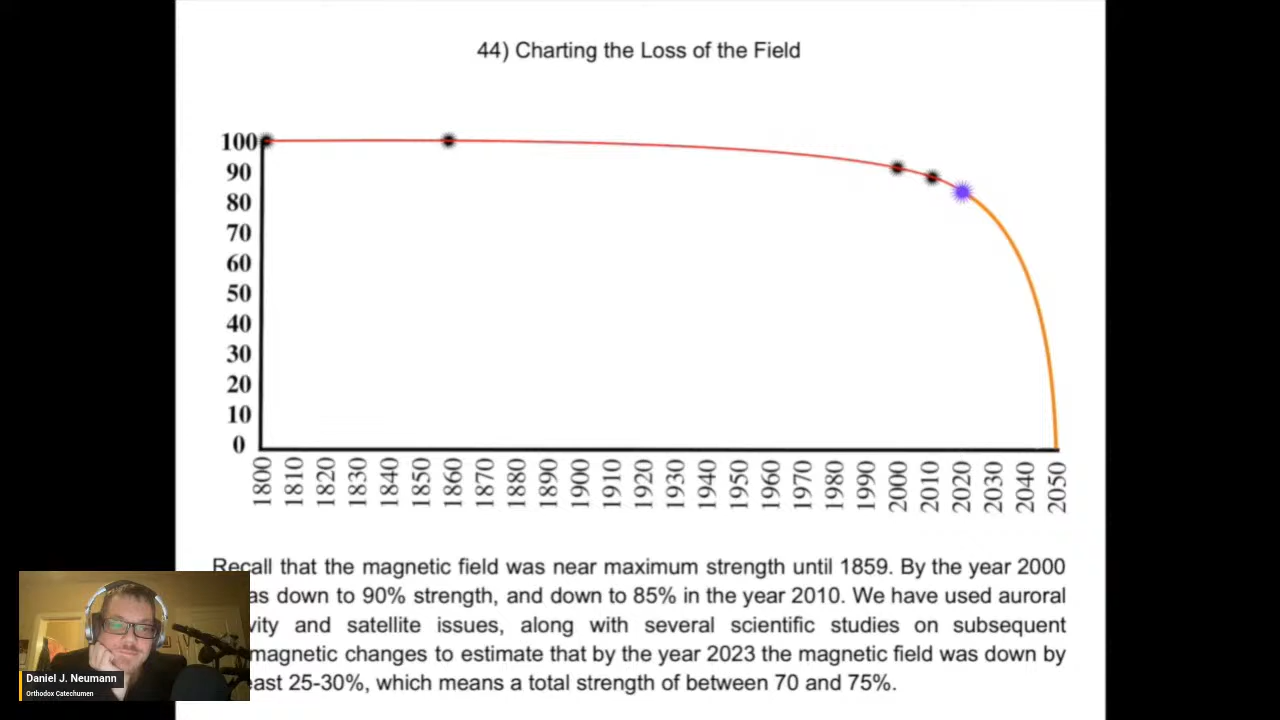 44) Charting the Loss of the Field
100
90
80
70
60
50
40
30
20
10
0
1800 1810 1820 1830 1840 1850 1860 1870 1880 1890 1900 1910 1920 1930 1940 1950 1960 1970 1980 1990 2000 2010 2020 2030 2040 2050
Recall that the magnetic field was near maximum strength until 1859. By the year 2000
as down to 90% strength, and down to 85% in the year 2010. We have used auroral
vity and satellite issues, along with several scientific studies on subsequent
magnetic changes to estimate that by the year 2023 the magnetic field was down by
east 25-30%, which means a total strength of between 70 and 75%.
Daniel J. Neumann
Orthodox Catechumen